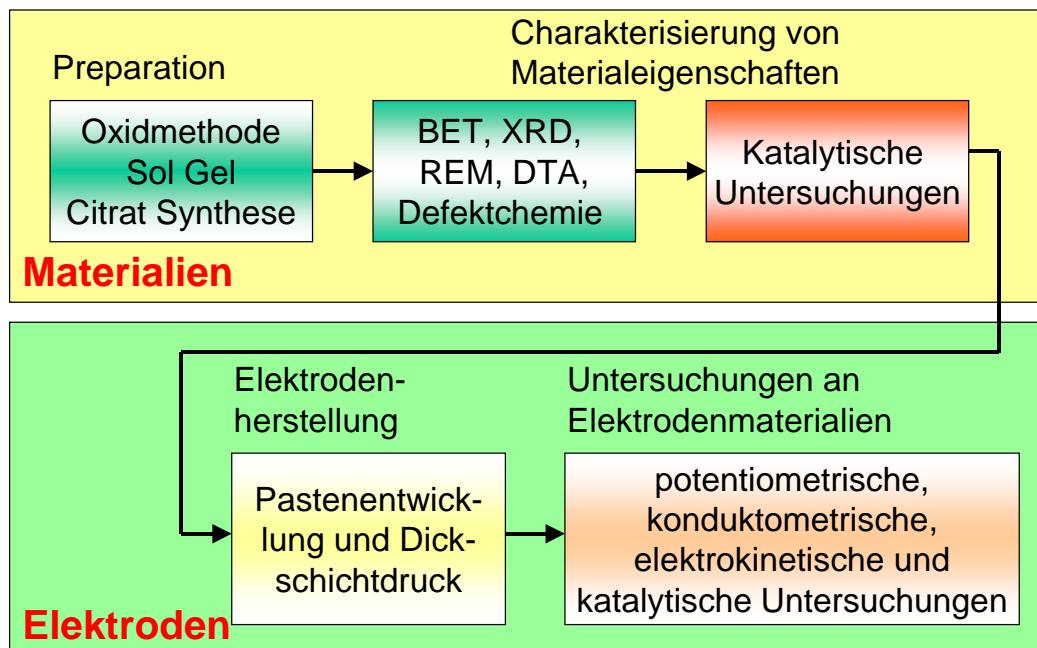 Preparation
Charakterisierung von
Materialeigenschaften
Oxidmethode
Sol Gel
Citrat Synthese
BET, XRD,
REM, DTA,
Defektchemie
Katalytische
Untersuchungen
Materialien
Elektroden-
herstellung
Untersuchungen an
Elektrodenmaterialien
Pastenentwick-
lung und Dick-
schichtdruck
potentiometrische,
konduktometrische,
elektrokinetische und
katalytische Untersuchungen
Elektroden